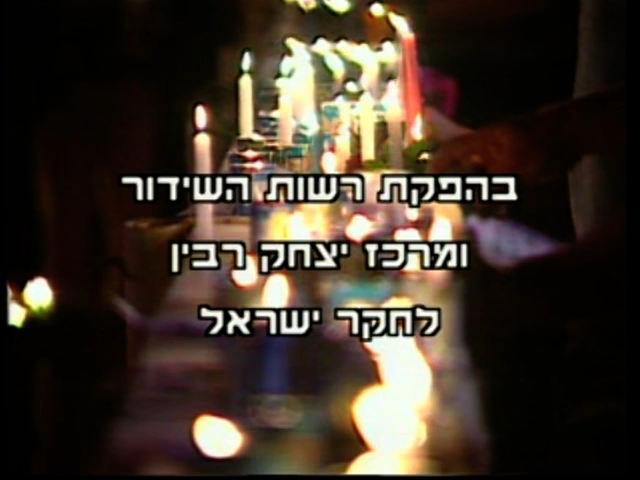 בהפקת רשות השידור
ומרכז יצחק רבין
לחקר ישראל